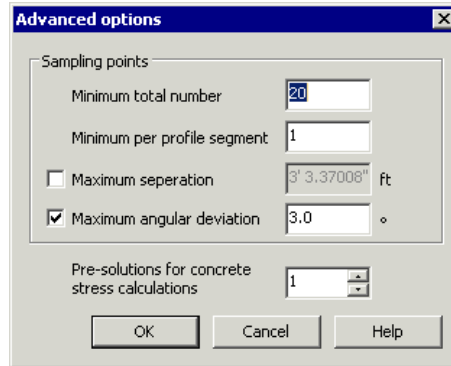 Advanced options
Sampling points
Minimum total number 20
Minimum per profile segment 1
Maximum seperation 3' 3.37008" ft
Maximum angular deviation 3.0 °
Pre-solutions for concrete
stress calculations 1
OK Cancel Help